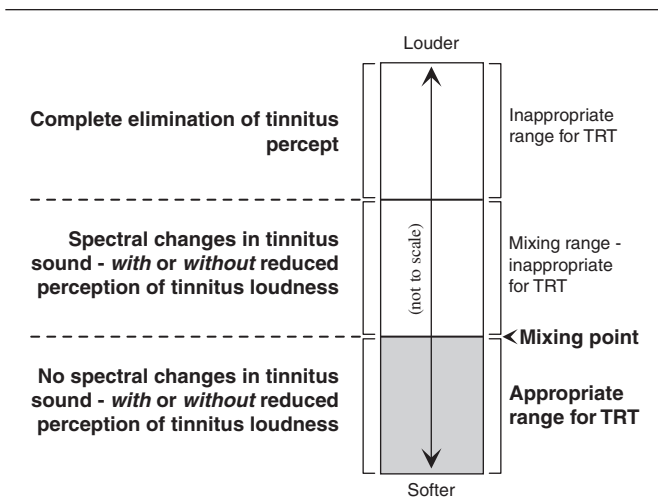 Louder
Complete elimination of tinnitus
percept
Inappropriate
range for TRT
Spectral changes in tinnitus
sound - with or without reduced
perception of tinnitus loudness
(not to scale)
Mixing range -
inappropriate
for TRT
Mixing point
No spectral changes in tinnitus
sound - with or without reduced
perception of tinnitus loudness
Appropriate
range for TRT
Softer